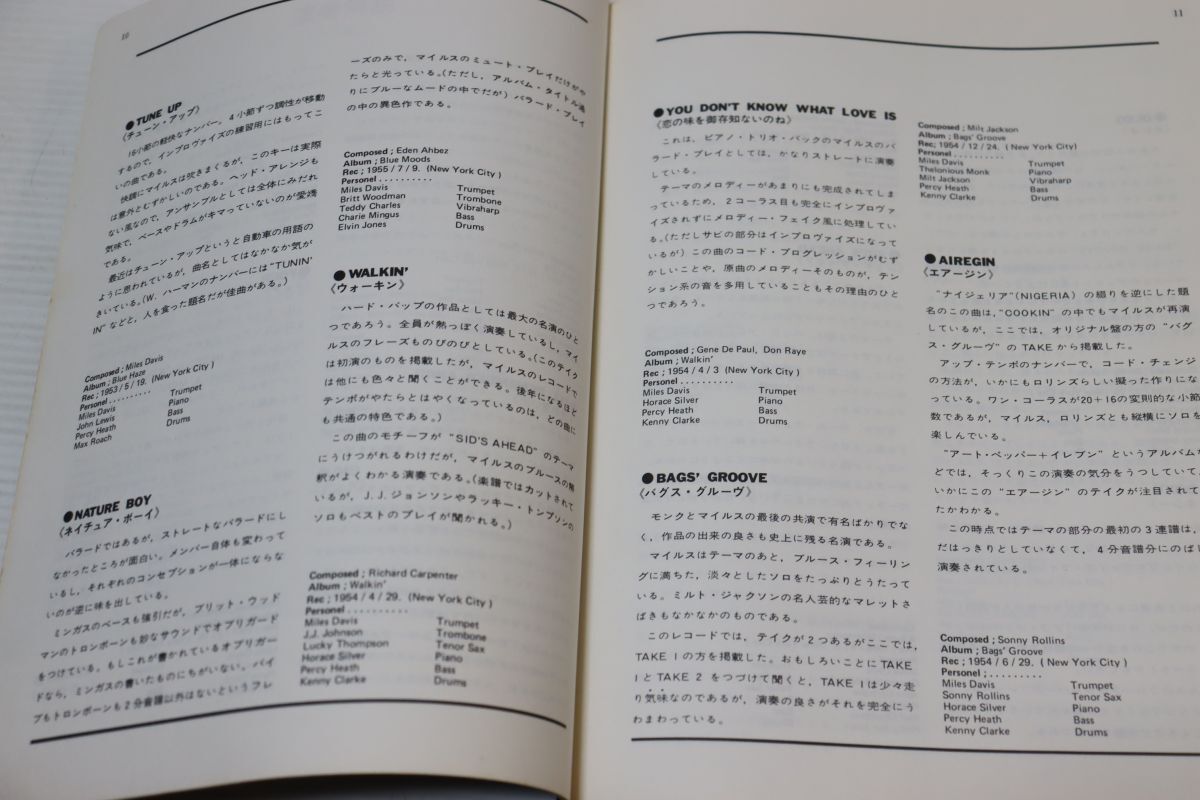 10
●TUNE UP
〈チューン・アップ〉
16小節の軽快なナンバー。4小節ずつ調性が移動
するので、インプロヴァイズの練習用にはもってこ
いの曲である。
快調にマイルスは吹きまくるが、このキーは実際
は意外とむずかしいのである。ヘッド・アレンジも
ない風なので、アンサンブルとしては全体にみだれ
気味で、ベースやドラムがキマっていないのが愛嬌
である。
最近はチューン・アップというと自動車の用語の
ように思われているが、曲名としてはなかなか気が
きいている。(W. ハーマンのナンバーには"TUNIN'
IN"などと、人を食った題名だが佳曲がある。)
Composed ; Miles Davis
Album ; Blue Haze
Rec ; 1953 / 5 / 19. (New York City )
Personel . . . . . . . . . .
Miles Davis Trumpet
John Lewis Piano
Percy Heath Bass
Max Roach Drums
●NATURE BOY
〈ネイチュア・ボーイ〉
バラードではあるが、ストレートなバラードにし
なかったところが面白い。メンバー自体も変わって
いるし、それぞれのコンセプションが一体にならな
いのが逆に味を出している。
ミンガスのベースも強引だが、ブリット・ウッド
マンのトロンボーンも妙なサウンドでオブリガード
をつけている。もしこれが書かれているオブリガー
ドなら、ミンガスの書いたものにちがいない。バイ
ブもトロンボーンも2分音譜以外はないというフレ
ーズのみで、マイルスのミュート・プレイだけがや
たらと光っている。(ただし、アルバム・タイトル通
りにブルーなムードの中でだが) バラード・プレイ
の中の異色作である。
Composed ; Eden Ahbez
Album ; Blue Moods
Rec ; 1955 / 7 / 9. (New York City )
Personel . . . . . . . . . .
Miles Davis Trumpet
Britt Woodman Trombone
Teddy Charles Vibraharp
Charie Mingus Bass
Elvin Jones Drums
●WALKIN'
〈ウォーキン〉
ハード・バップの作品としては最大の名演のひと
つであろう。全員が熱っぽく演奏しているし、マイ
ルスのフレーズものびのびとしている。(このテイク
は初演のものを掲載したが、マイルスのレコードで
は他にも色々と聞くことができる。後年になるほど
テンポがやたらとはやくなっているのは、どの曲に
も共通の特色である。)
この曲のモチーフが "SID'S AHEAD" のテーマ
にうけつがれるわけだが、マイルスのブルースの解
釈がよくわかる演奏である。(楽譜ではカットされて
いるが、J.J.ジョンソンやラッキー・トンプソンの
ソロもベストのプレイが聞かれる。)
Composed ; Richard Carpenter
Album ; Walkin'
Rec ; 1954 / 4 / 29. (New York City )
Personel . . . . . . . . . .
Miles Davis Trumpet
J.J. Johnson Trombone
Lucky Thompson Tenor Sax
Horace Silver Piano
Percy Heath Bass
Kenny Clarke Drums
11
●YOU DON'T KNOW WHAT LOVE IS
〈恋の味を御存知ないのね〉
これは、ピアノ・トリオ・バックのマイルスのバ
ラード・プレイとしては、かなりストレートに演奏
している。
テーマのメロディーがあまりにも完成されてしま
っているため、2コーラス目も完全にインプロヴァ
イズされずにメロディー・フェイク風に処理してい
る。(ただしサビの部分はインプロヴァイズになって
いるが) この曲のコード・プログレッションがむず
かしいことや、原曲のメロディーそのものが、テン
ション系の音を多用していることもその理由のひと
つであろう。
Composed ; Gene De Paul, Don Raye
Album ; Walkin'
Rec ; 1954 / 4 / 3 (New York City )
Personel . . . . . . . . . .
Miles Davis Trumpet
Horace Silver Piano
Percy Heath Bass
Kenny Clarke Drums
●BAGS' GROOVE
〈バグス・グルーヴ〉
モンクとマイルスの最後の共演で有名ばかりでな
く、作品の出来の良さも史上に残る名演である。
マイルスはテーマのあと、ブルース・フィーリン
グに満ちた、淡々としたソロをたっぷりとうたって
いる。ミルト・ジャクソンの名人芸的なマレットさ
ばきもなかなかのものである。
このレコードでは、テイクが2つあるがここでは、
TAKE 1の方を掲載した。おもしろいことに TAKE
1と TAKE 2 をつづけて聞くと、TAKE 1は少々走
り気味なのであるが、演奏の良さがそれを完全にう
わまわっている。
Composed ; Milt Jackson
Album ; Bags' Groove
Rec ; 1954 / 12 / 24. (New York City)
Personel . . . . . . . . . .
Miles Davis Trumpet
Thelonious Monk Piano
Milt Jackson Vibraharp
Percy Heath Bass
Kenny Clarke Drums
●AIREGIN
〈エアージン〉
"ナイジェリア"(NIGERIA) の綴りを逆にした題
名のこの曲は、"COOKIN" の中でもマイルスが再演
しているが、ここでは、オリジナル盤の方の "バグ
ス・グルーヴ" の TAKEから掲載した。
アップ・テンポのナンバーで、コード・チェンジ
の方法が、いかにもロリンズらしい擬った作りにな
っている。ワン・コーラスが20+16の変則的な小節
数であるが、マイルス、ロリンズとも縦横にソロを
楽しんでいる。
"アート・ペッパー+イレブン" というアルバムな
どでは、そっくりこの演奏の気分をうつしていて、
いかにこの "エアージン" のテイクが注目されて
たかわかる。
この時点ではテーマの部分の最初の3連譜は、
だはっきりとしていなくて、4分音譜分にのば
演奏されている。
Composed ; Sonny Rollins
Album ; Bags' Groove
Rec ; 1954 / 6 / 29. ( New York City )
Personel ; . . . . . . . . .
Miles Davis Trumpet
Sonny Rollins Tenor Sax
Horace Silver Piano
Percy Heath Bass
Kenny Clarke Drums